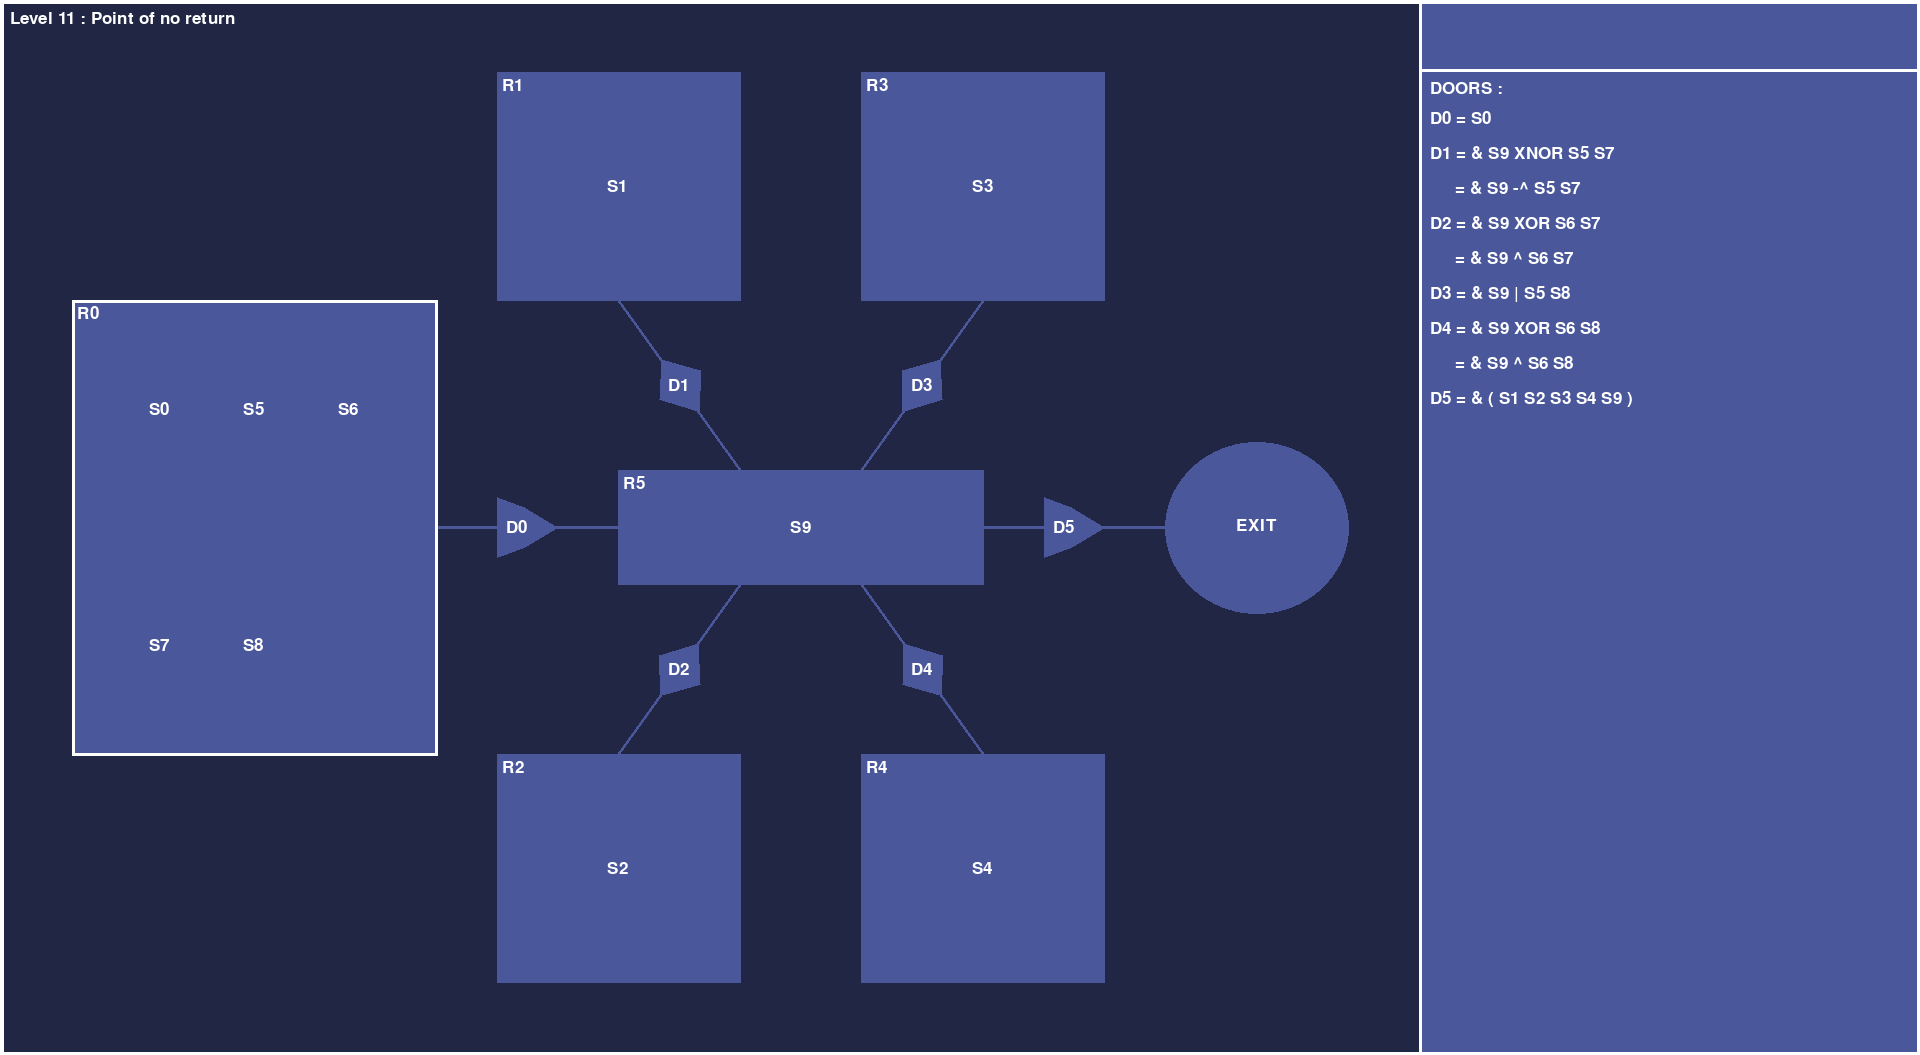 Level 11 : Point of no return
R1
S1
R3
S3
R0
S0 S5 S6
S7 S8
D1
D3
D0
R5
S9
D5
EXIT
D2
D4
R2
S2
R4
S4
DOORS :
D0 = S0
D1 = & S9 XNOR S5 S7
= & S9 -^ S5 S7
D2 = & S9 XOR S6 S7
= & S9 ^ S6 S7
D3 = & S9 | S5 S8
D4 = & S9 XOR S6 S8
= & S9 ^ S6 S8
D5 = & ( S1 S2 S3 S4 S9 )